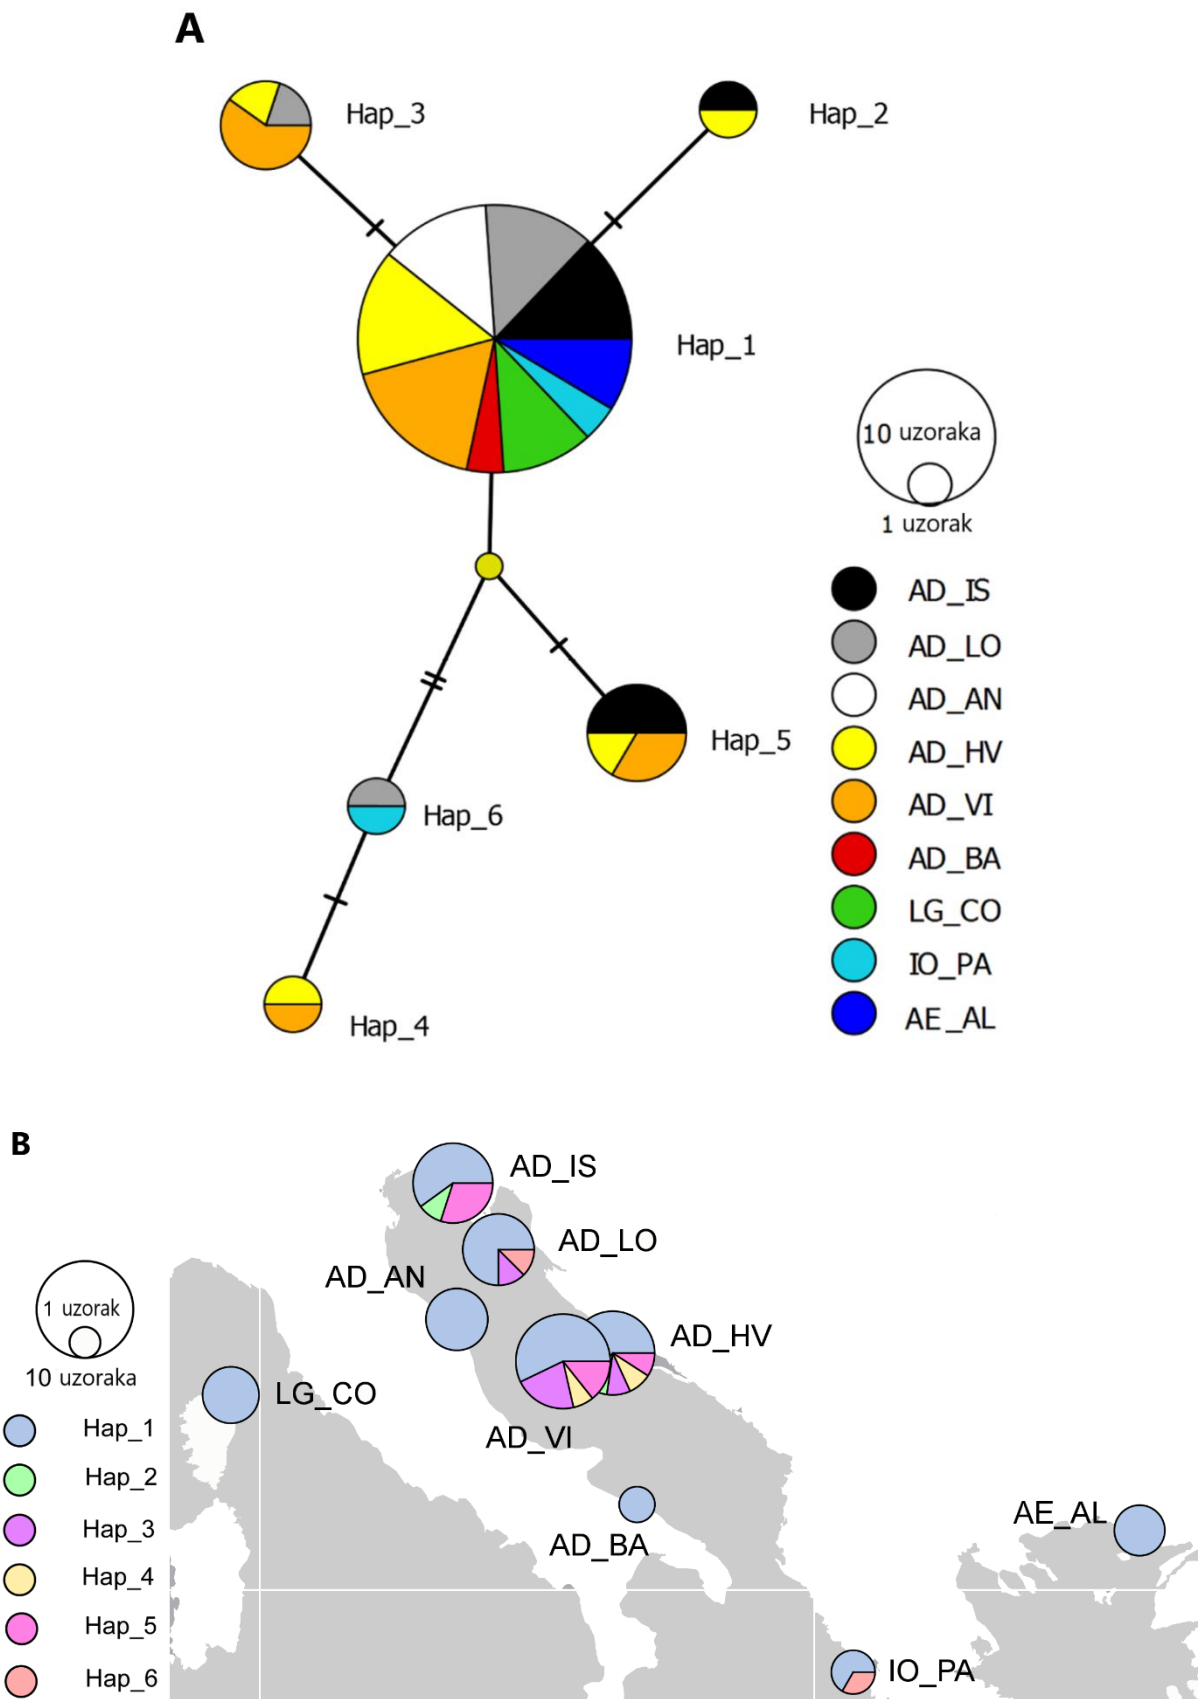 A
Hap_3
Hap_2
Hap_1
10 uzoraka
1 uzorak
AD_IS
AD_LO
AD_AN
AD_HV
AD_VI
AD_BA
LG_CO
IO_PA
AE_AL
Hap_5
Hap_6
Hap_4
B
AD_IS
AD_LO
AD_AN
AD_HV
AD_VI
LG_CO
AD_BA
AE_AL
IO_PA
1 uzorak
10 uzoraka
Hap_1
Hap_2
Hap_3
Hap_4
Hap_5
Hap_6